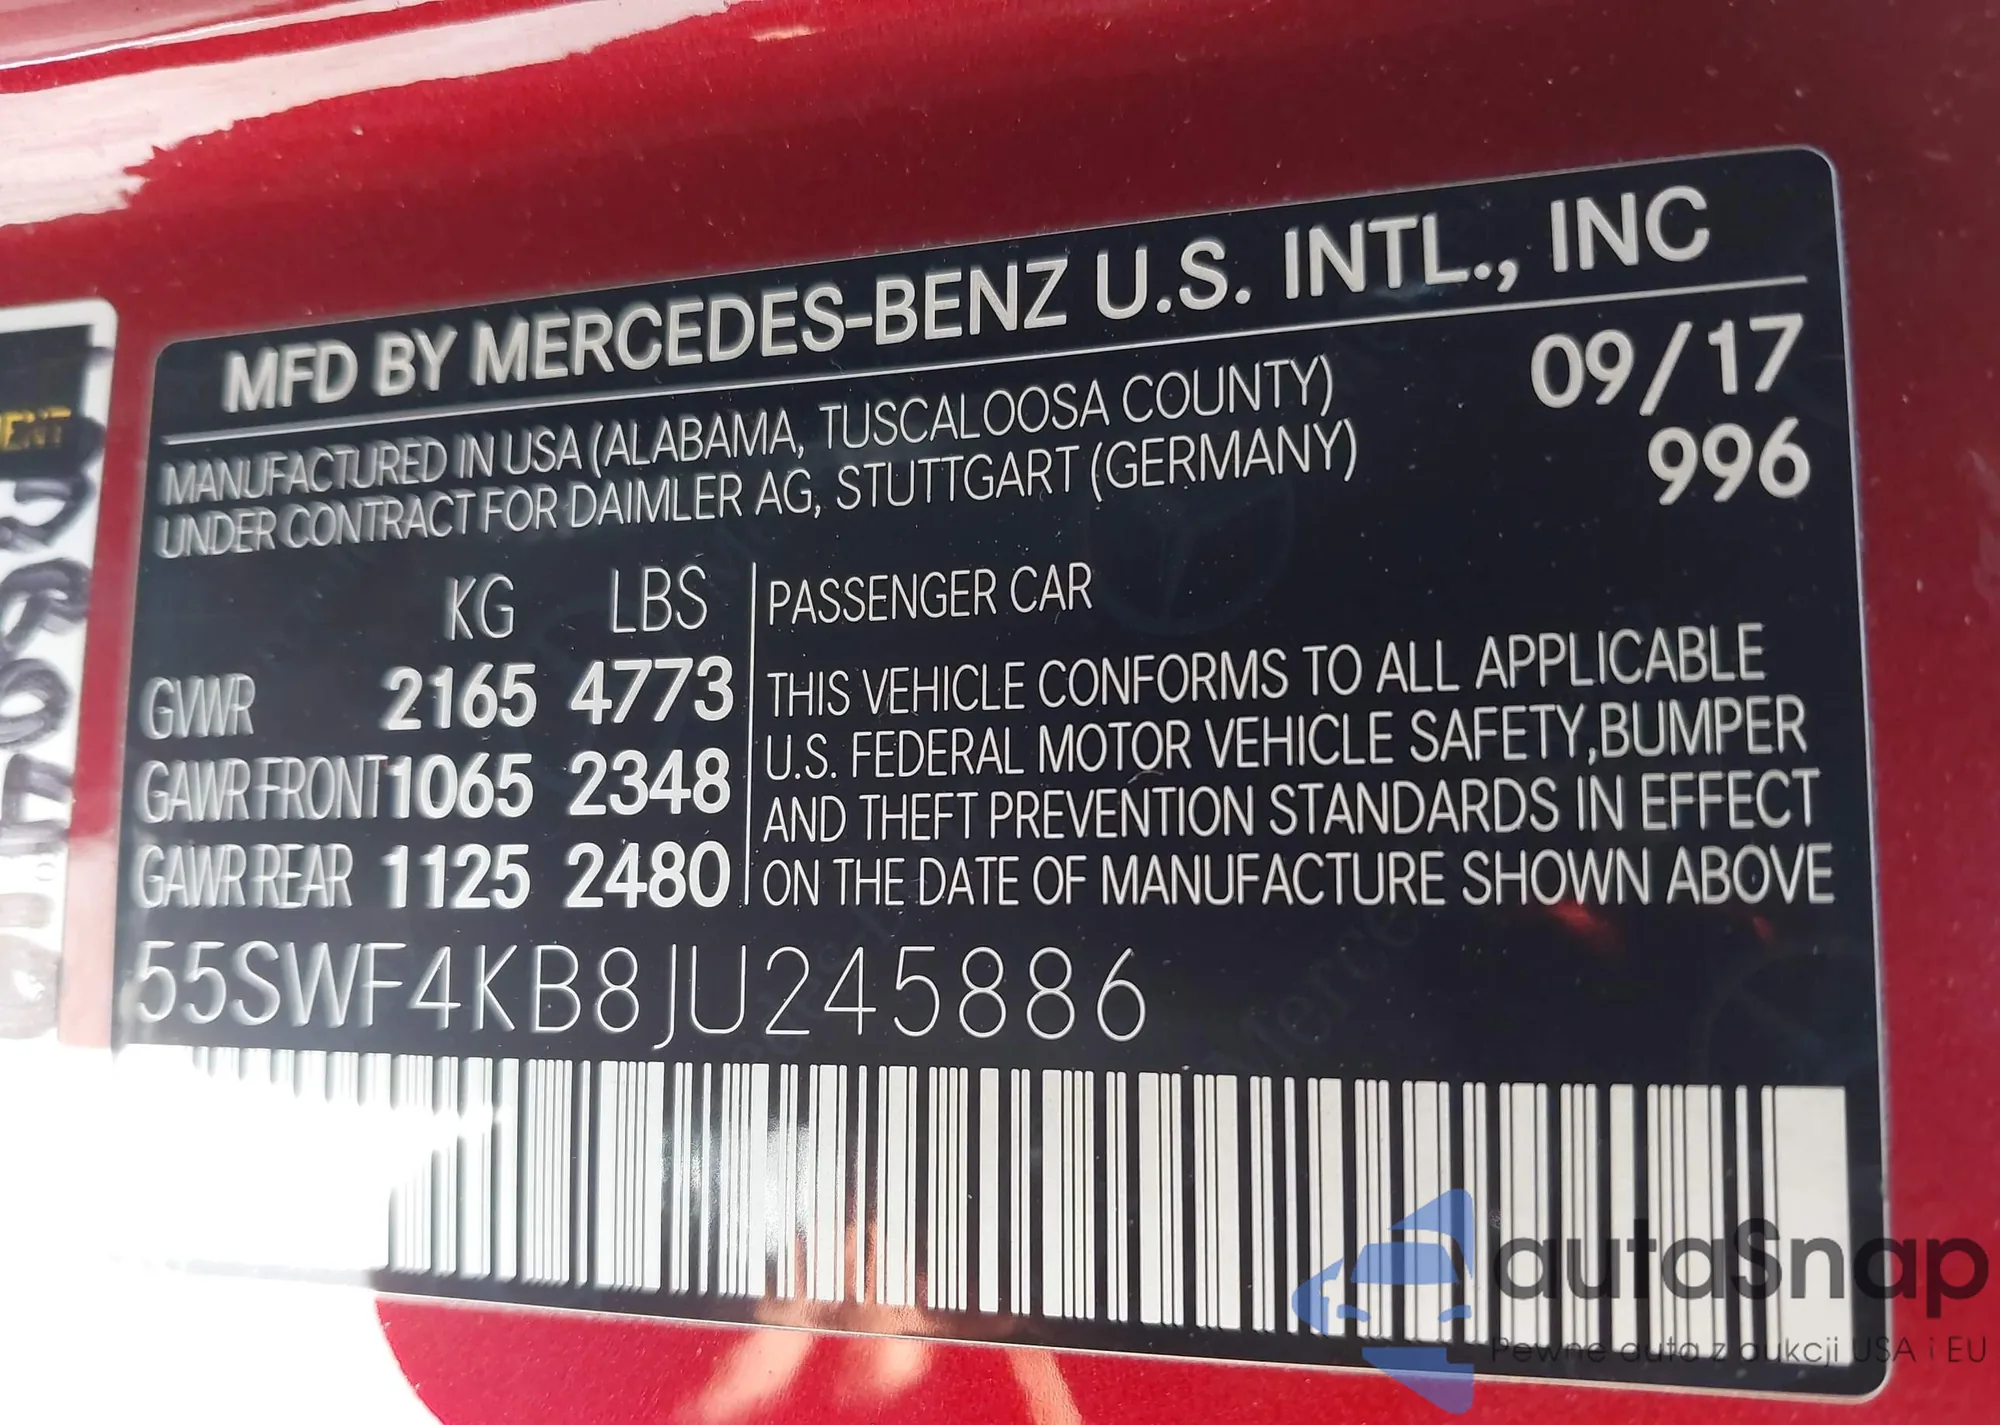 MFD BY MERCEDES-BENZ U.S. INTL., INC
MANUFACTURED IN USA (ALABAMA, TUSCALOOSA COUNTY)
UNDER CONTRACT FOR DAIMLER AG, STUTTGART (GERMANY)
09/17
996
KG LBS
GVWR 2165 4773
GAWR FRONT 1065 2348
GAWR REAR 1125 2480
PASSENGER CAR
THIS VEHICLE CONFORMS TO ALL APPLICABLE
U.S. FEDERAL MOTOR VEHICLE SAFETY,BUMPER
AND THEFT PREVENTION STANDARDS IN EFFECT
ON THE DATE OF MANUFACTURE SHOWN ABOVE
55SWF4KB8JU245886
autaSnap
Pewne auta z aukcji USA i EU